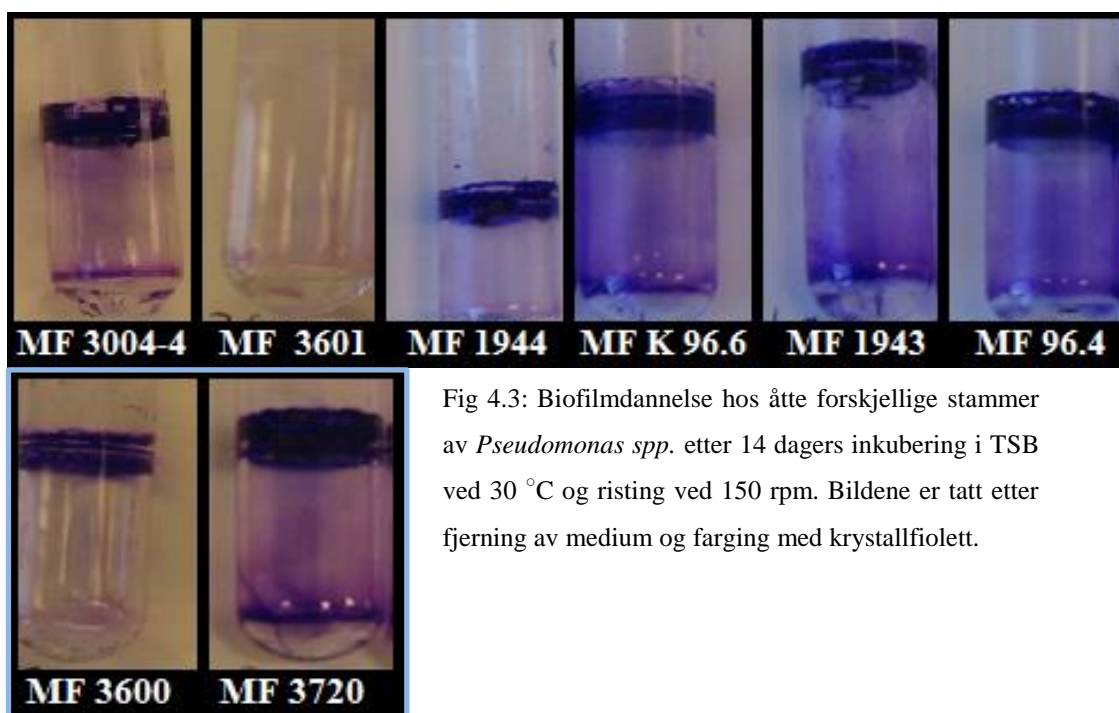 MF 3004-4 MF 3601 MF 1944 MF K 96.6 MF 1943 MF 96.4
MF 3600 MF 3720
Fig 4.3: Biofilmdannelse hos åtte forskjellige stammer
av Pseudomonas spp. etter 14 dagers inkubering i TSB
ved 30 °C og risting ved 150 rpm. Bildene er tatt etter
fjerning av medium og farging med krystallfiolett.